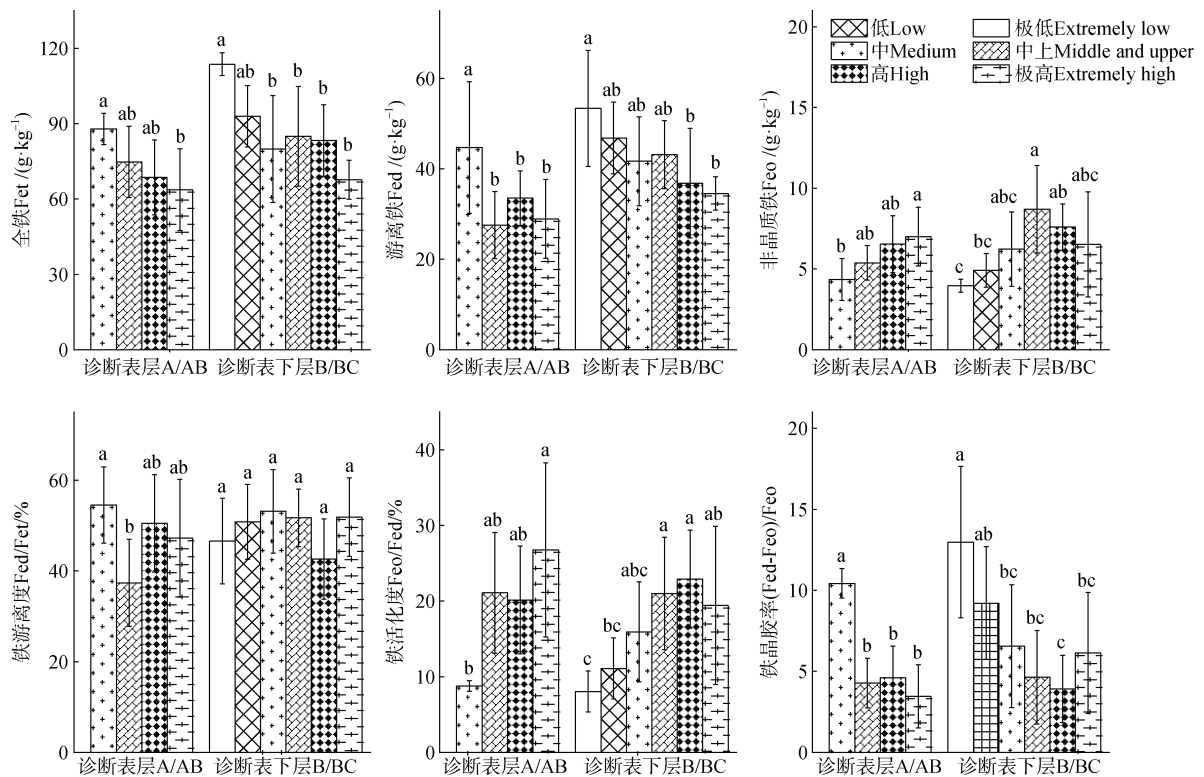 全铁Fet /(g·kg⁻¹)
120
90
60
30
0
a
ab
ab
b
a
ab
b
b
b
b
诊断表层A/AB
诊断表下层B/BC
游离铁Fed /(g·kg⁻¹)
60
40
20
0
a
b
b
b
a
ab
ab
ab
b
b
诊断表层A/AB
诊断表下层B/BC
非晶质铁Feo /(g·kg⁻¹)
20
15
10
5
0
低Low
极低Extremely low
中Medium
中上Middle and upper
高High
极高Extremely high
b
ab
ab
a
c
bc
abc
a
ab
abc
诊断表层A/AB
诊断表下层B/BC
铁游离度Fed/Fet/%
60
40
20
0
a
b
ab
ab
a
a
a
a
a
a
诊断表层A/AB
诊断表下层B/BC
铁活化度Feo/Fed/%
40
30
20
10
0
b
ab
ab
a
c
bc
abc
a
a
ab
诊断表层A/AB
诊断表下层B/BC
铁晶胶率(Fed-Feo)/Feo
20
15
10
5
0
a
b
b
b
a
ab
bc
bc
c
bc
诊断表层A/AB
诊断表下层B/BC